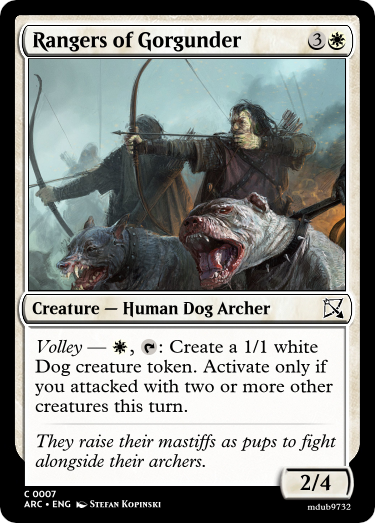 Rangers of Gorgunder 3
Creature — Human Dog Archer
Volley — , : Create a 1/1 white
Dog creature token. Activate only if
you attacked with two or more other
creatures this turn.
They raise their mastiffs as pups to fight
alongside their archers.
2/4
C 0007
ARC • ENG Stefan Kopinski
mdub9732